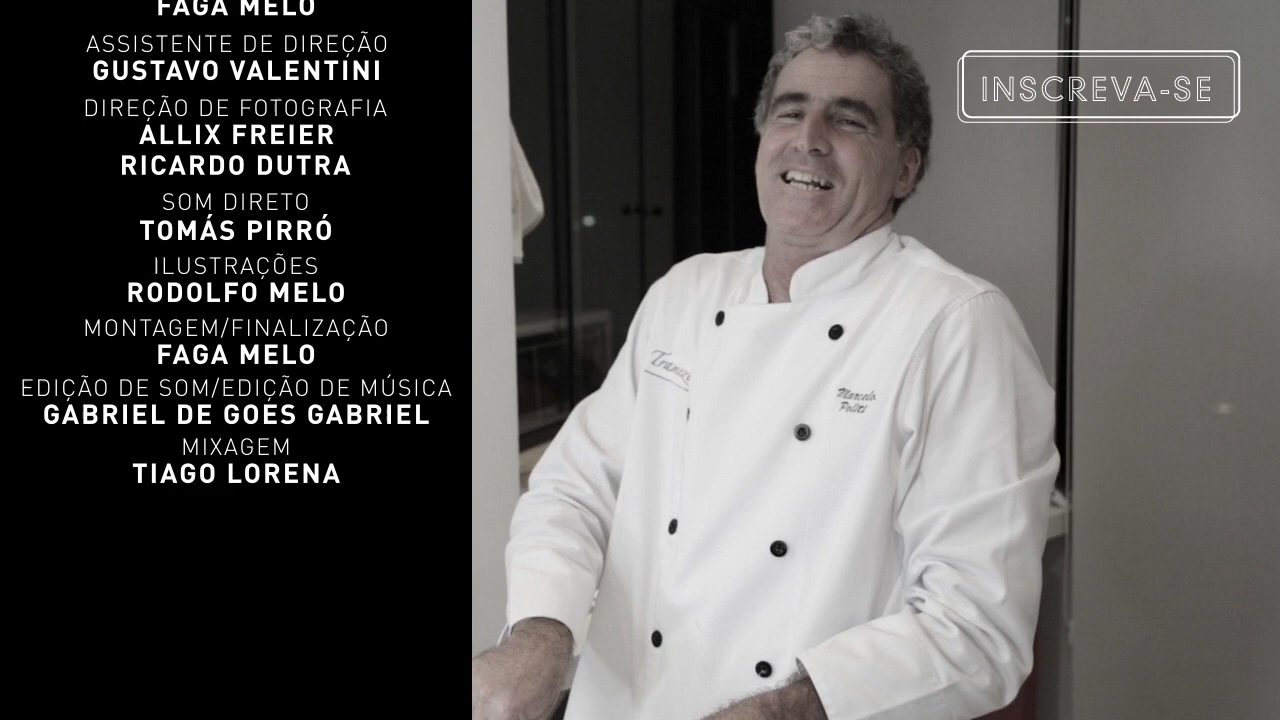 FAGA MELO
ASSISTENTE DE DIREÇÃO
GUSTAVO VALENTINI
DIREÇÃO DE FOTOGRAFIA
ALLIX FREIER
RICARDO DUTRA
SOM DIRETO
TOMÁS PIRRÓ
ILUSTRAÇÕES
RODOLFO MELO
MONTAGEM/FINALIZAÇÃO
FAGA MELO
EDIÇÃO DE SOM/EDIÇÃO DE MÚSICA
GABRIEL DE GOES GABRIEL
MIXAGEM
TIAGO LORENA
INSCREVA-SE
Marcelo
Politi